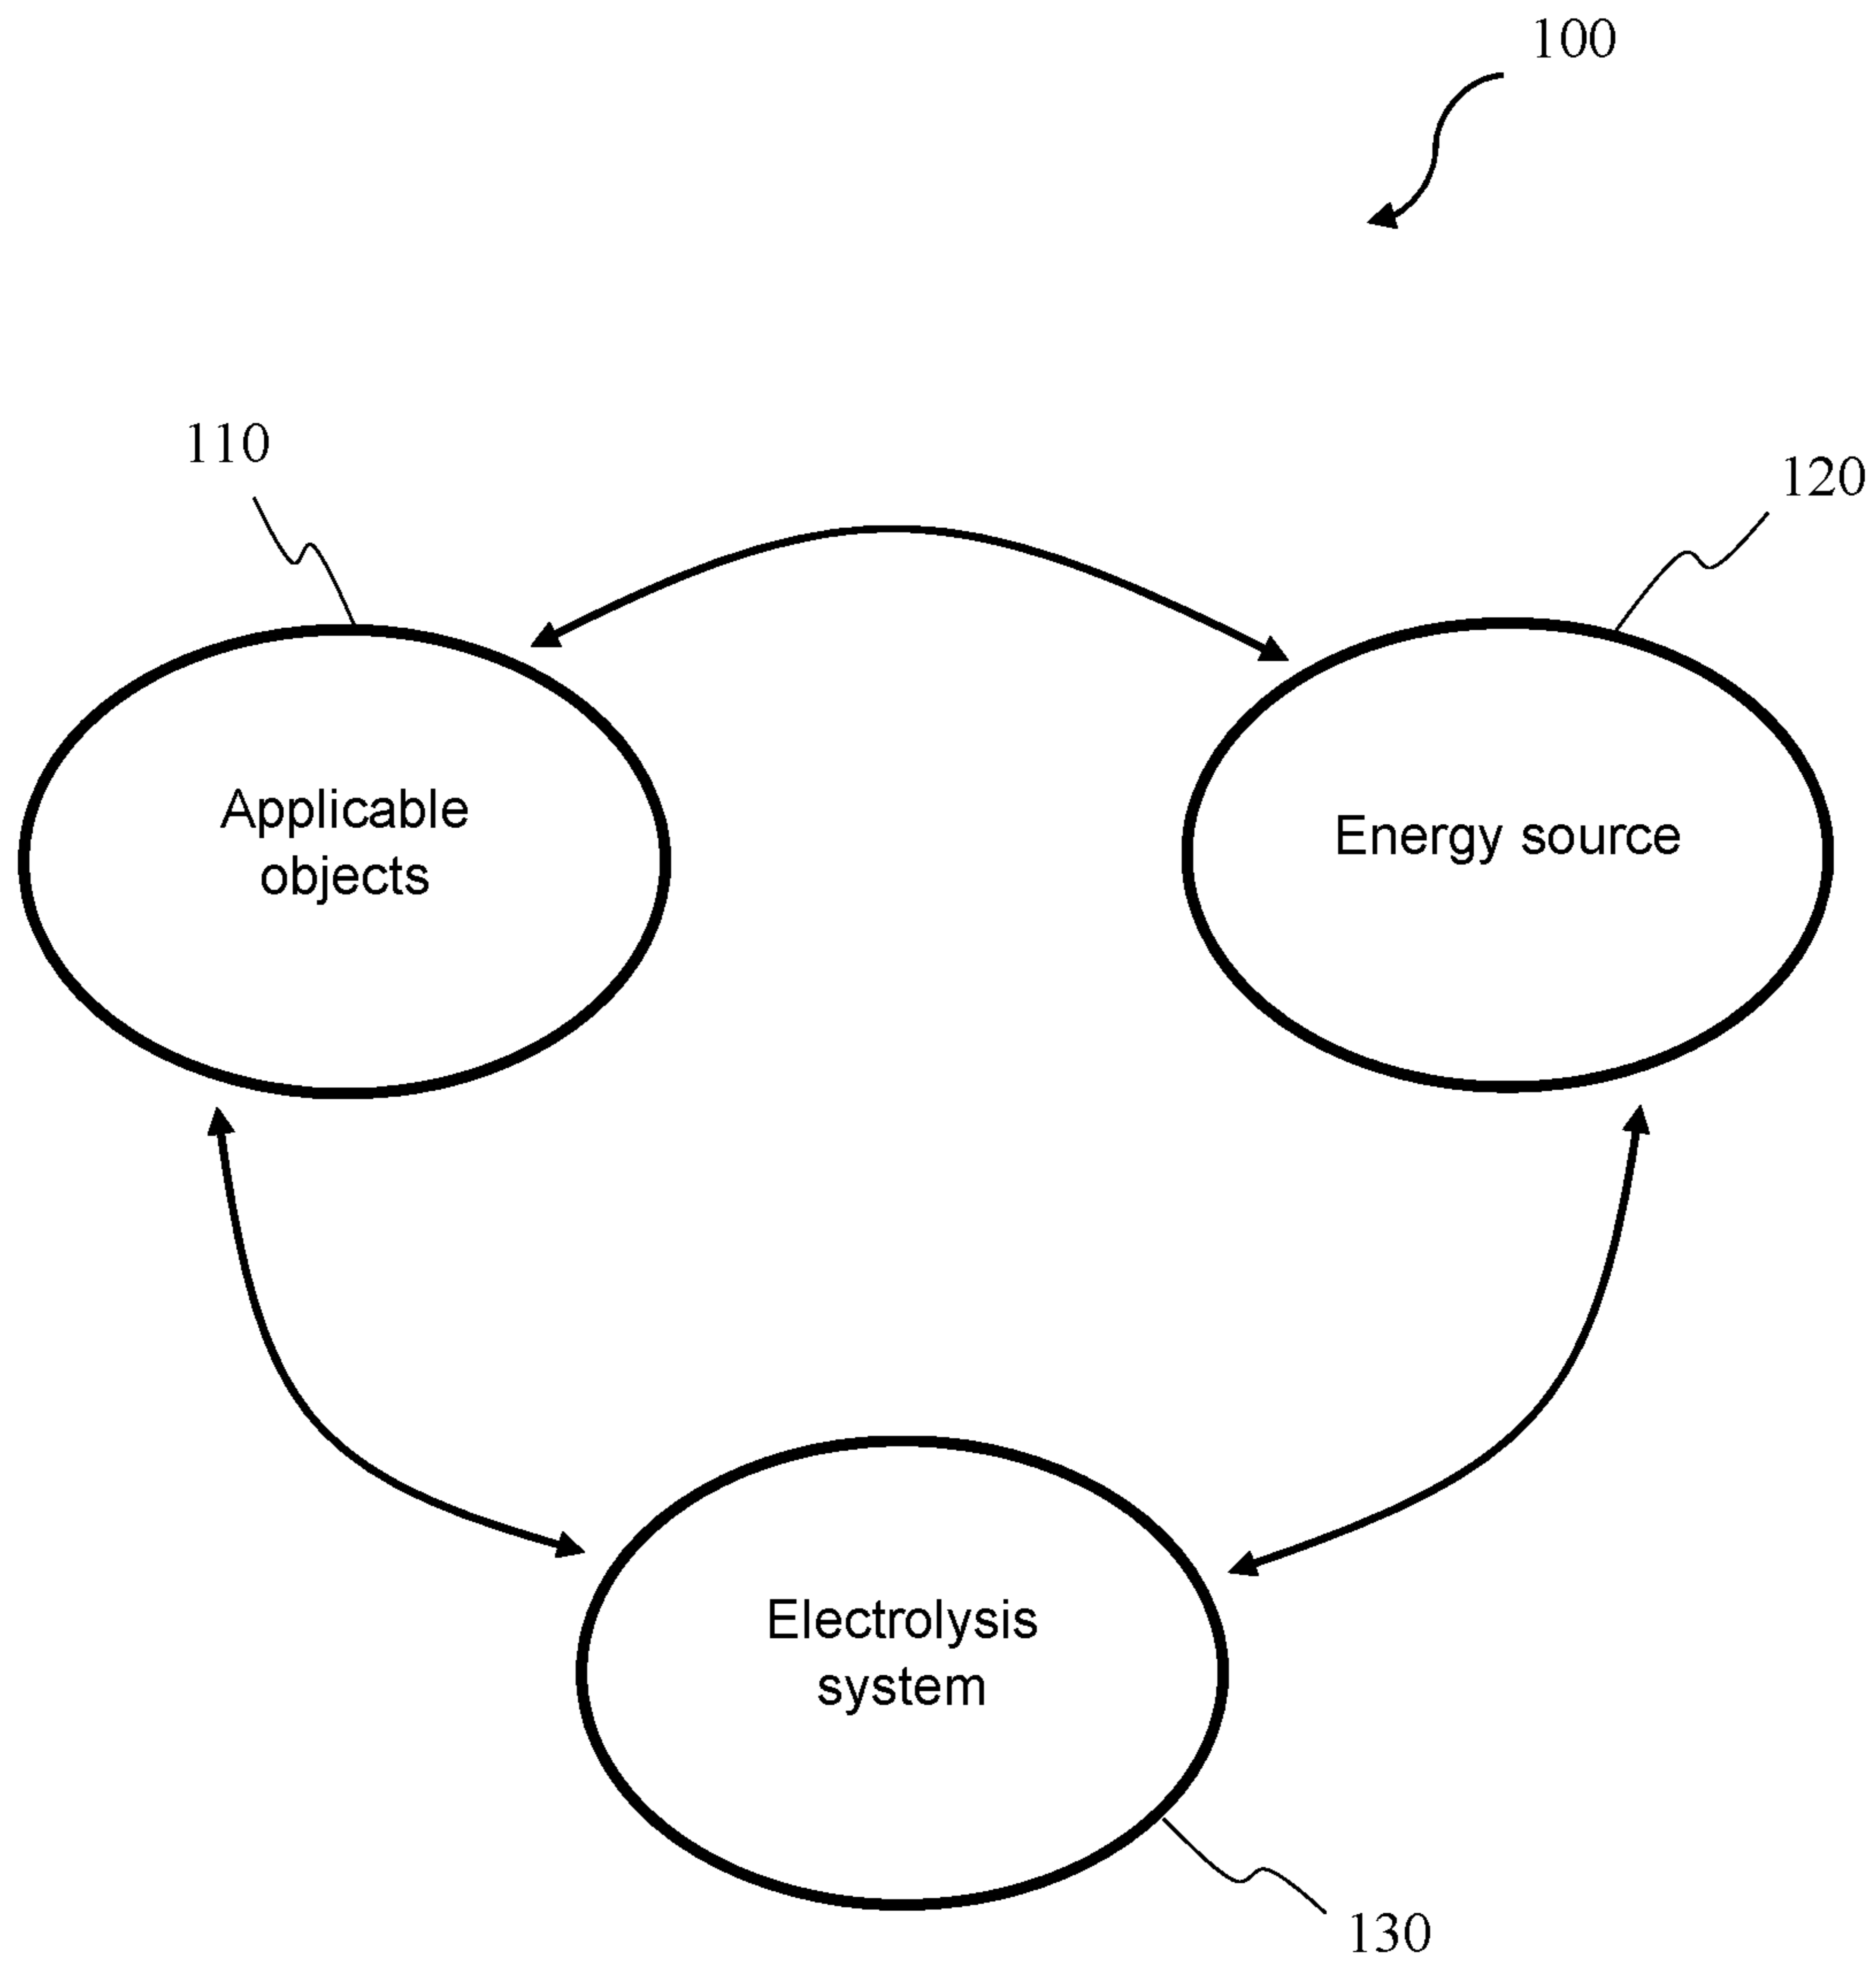 100
110
120
Applicable
objects
Energy source
Electrolysis
system
130